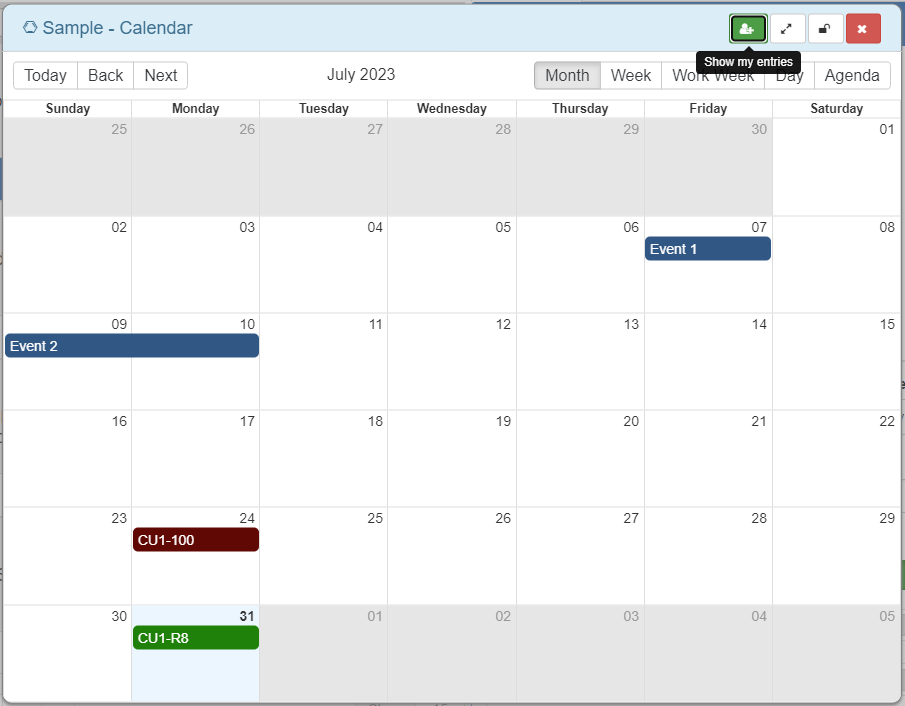 Sample - Calendar
Show my entries
Today Back Next July 2023 Month Week Work Week Day Agenda
Sunday Monday Tuesday Wednesday Thursday Friday Saturday
25 26 27 28 29 30 01
02 03 04 05 06 07 08
Event 1
09 10 11 12 13 14 15
Event 2
16 17 18 19 20 21 22
23 24 25 26 27 28 29
CU1-100
30 31 01 02 03 04 05
CU1-R8